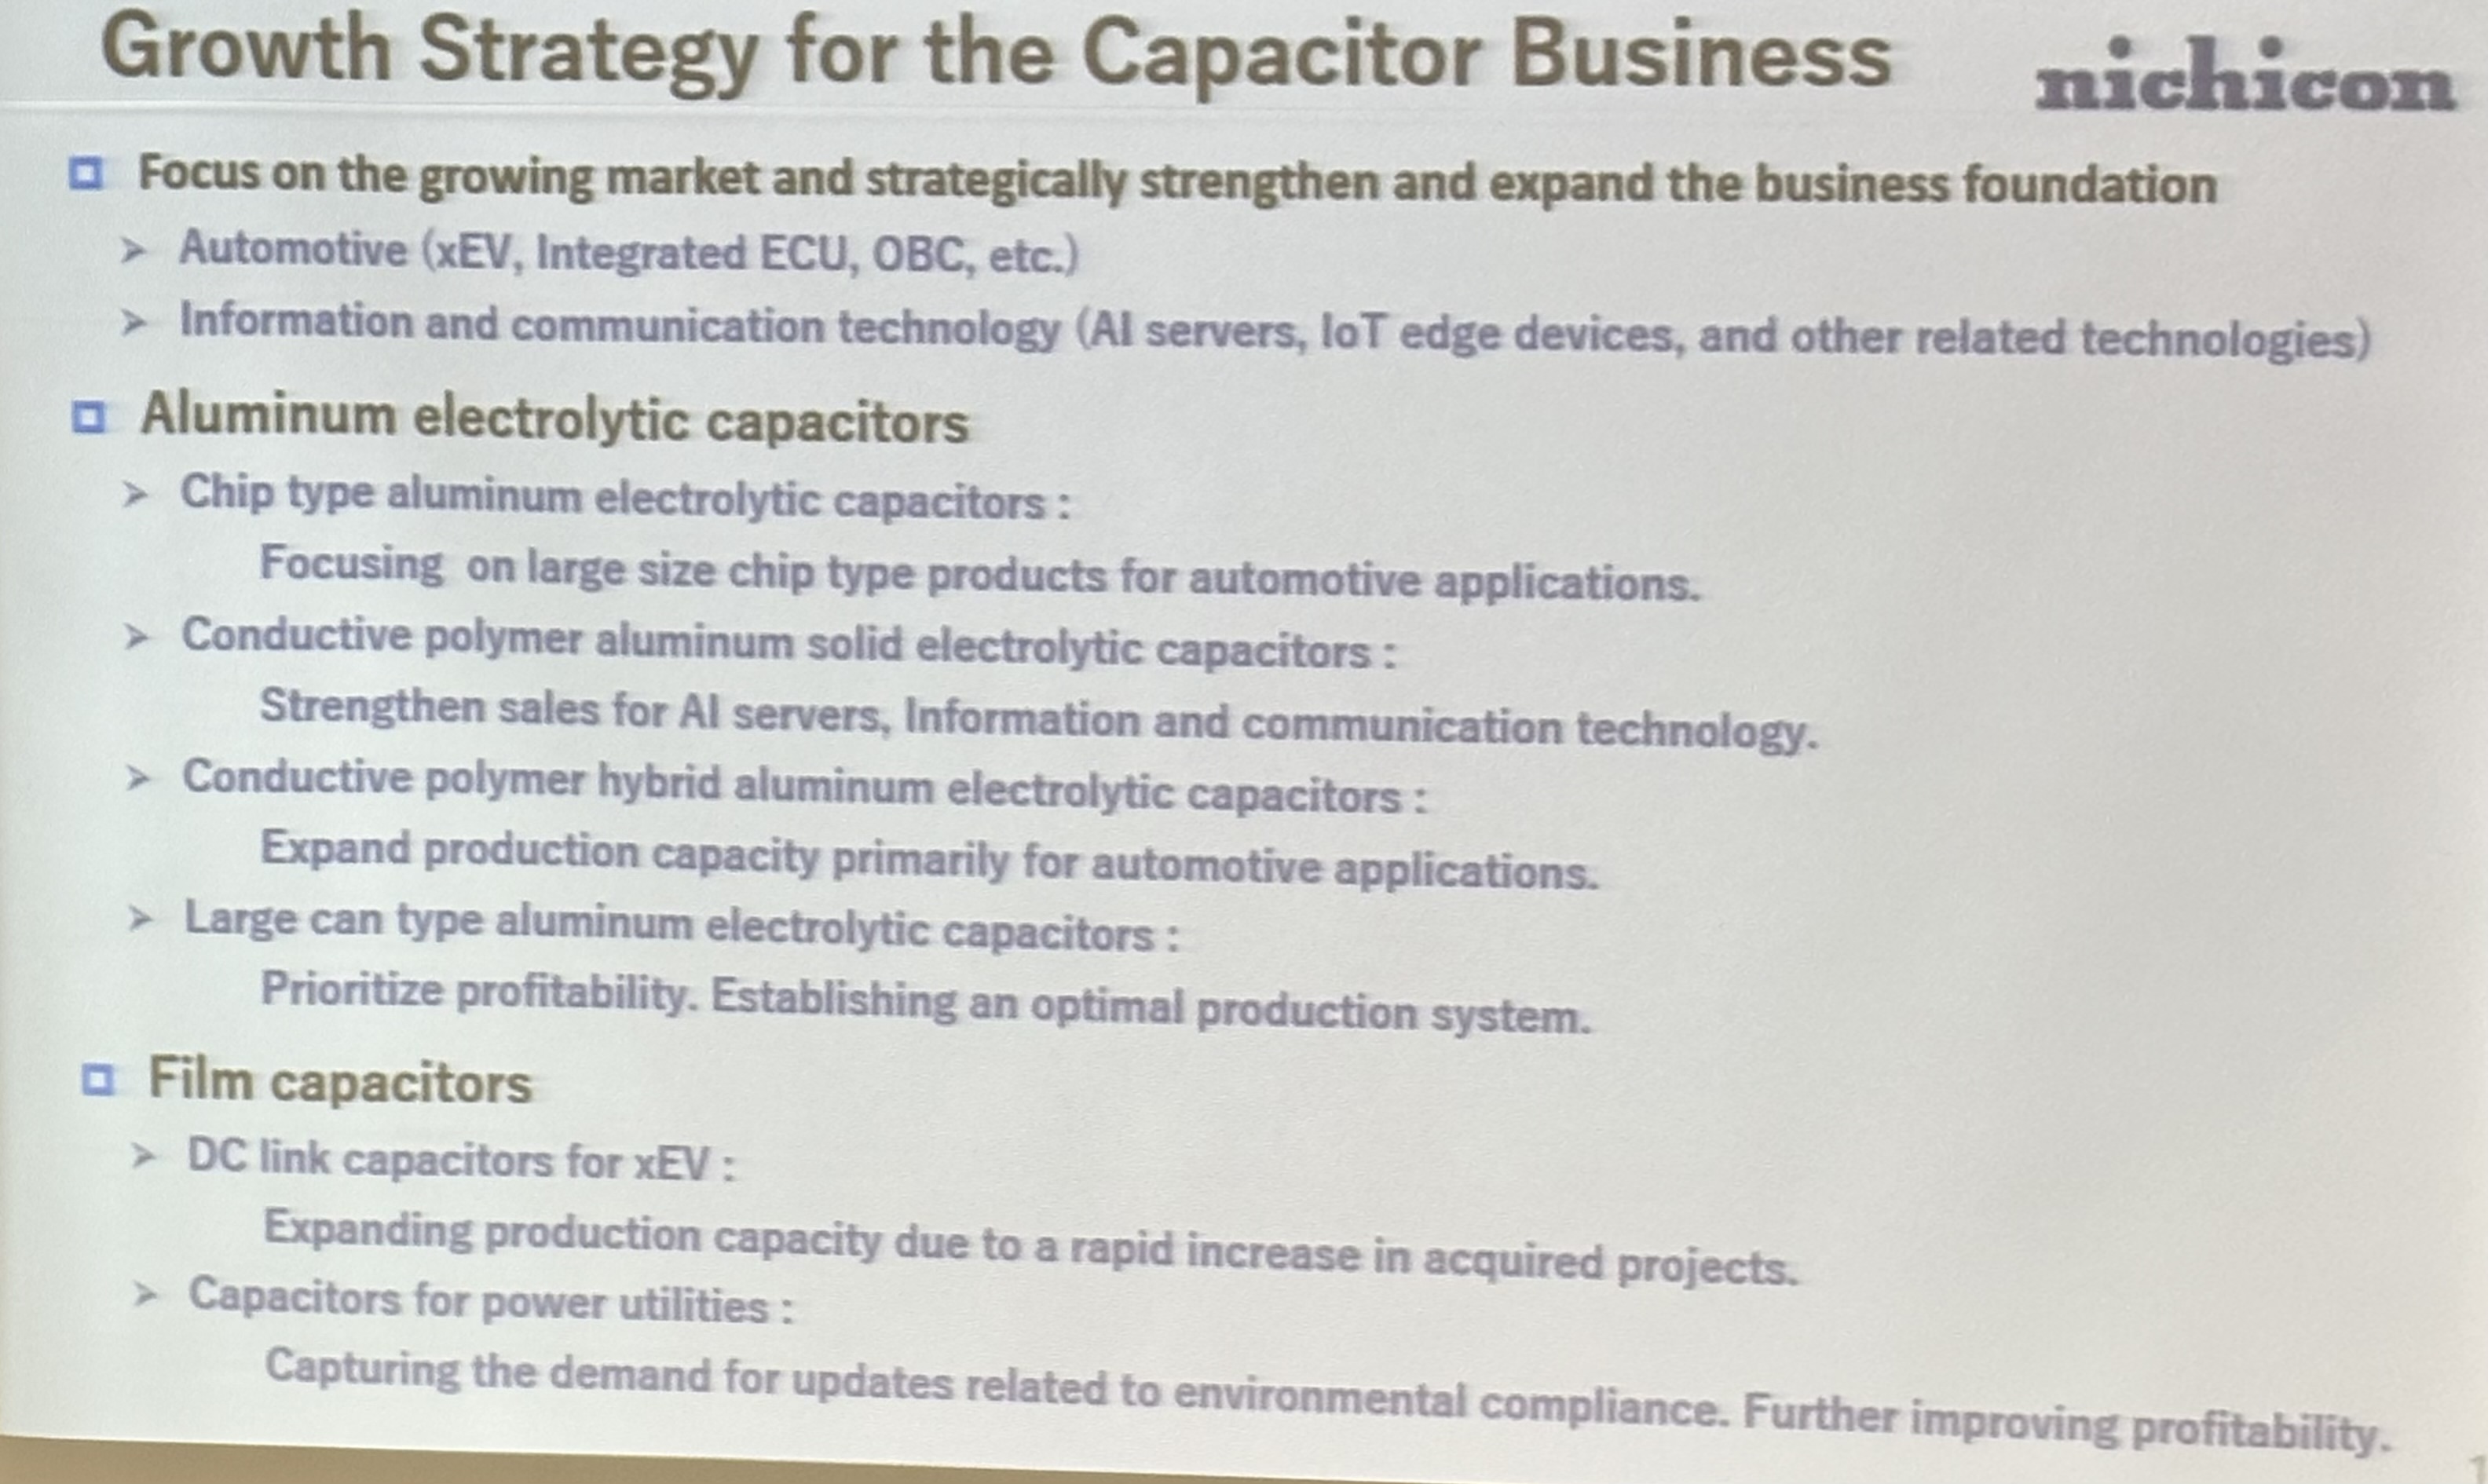 Growth Strategy for the Capacitor Business
nichicon
Focus on the growing market and strategically strengthen and expand the business foundation
➢ Automotive (xEV, Integrated ECU, OBC, etc.)
➢ Information and communication technology (AI servers, IoT edge devices, and other related technologies)
Aluminum electrolytic capacitors
➢ Chip type aluminum electrolytic capacitors :
Focusing on large size chip type products for automotive applications.
➢ Conductive polymer aluminum solid electrolytic capacitors :
Strengthen sales for AI servers, Information and communication technology.
➢ Conductive polymer hybrid aluminum electrolytic capacitors :
Expand production capacity primarily for automotive applications.
➢ Large can type aluminum electrolytic capacitors :
Prioritize profitability. Establishing an optimal production system.
Film capacitors
➢ DC link capacitors for xEV :
Expanding production capacity due to a rapid increase in acquired projects.
➢ Capacitors for power utilities :
Capturing the demand for updates related to environmental compliance. Further improving profitability.